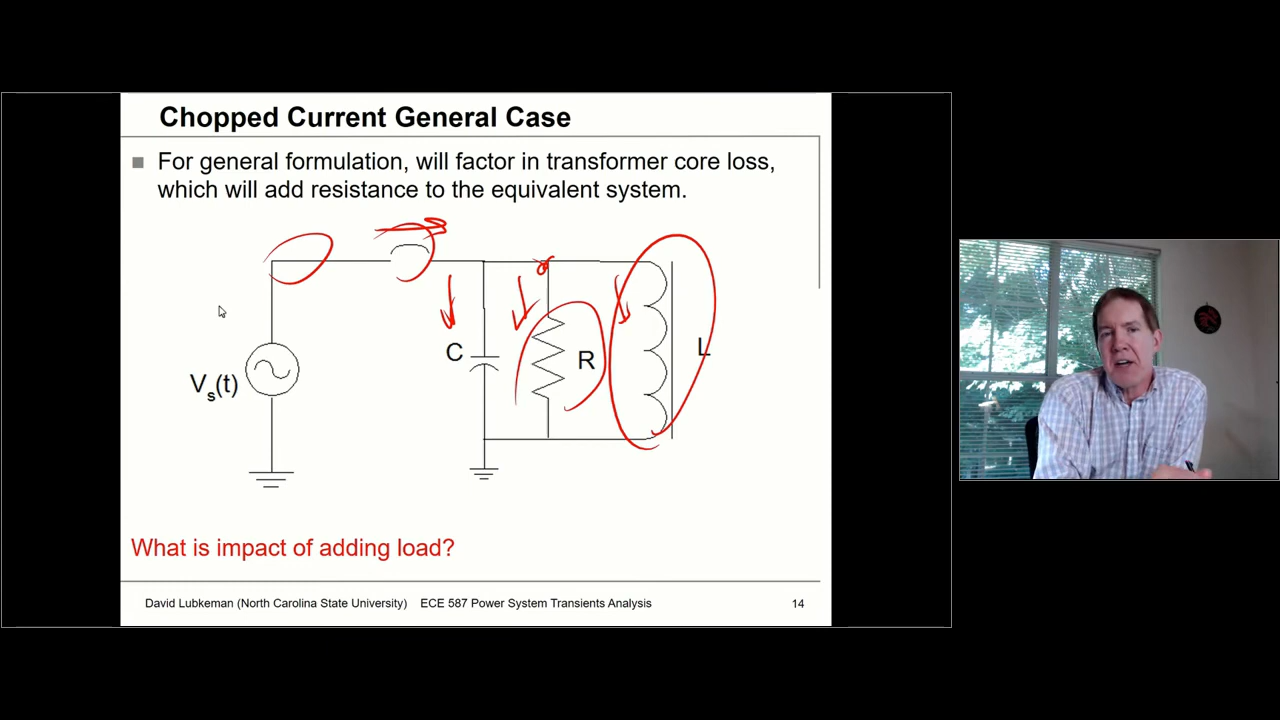 Chopped Current General Case
For general formulation, will factor in transformer core loss,
which will add resistance to the equivalent system.
C
R
L
Vs(t)
What is impact of adding load?
David Lubkeman (North Carolina State University) ECE 587 Power System Transients Analysis 14